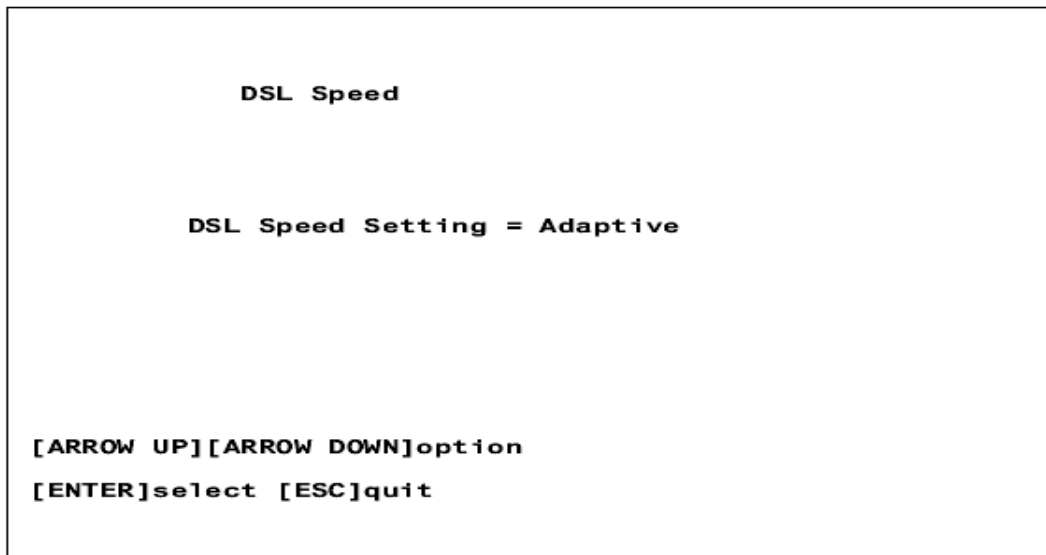 DSL Speed
DSL Speed Setting = Adaptive
[ARROW UP][ARROW DOWN]option
[ENTER]select [ESC]quit